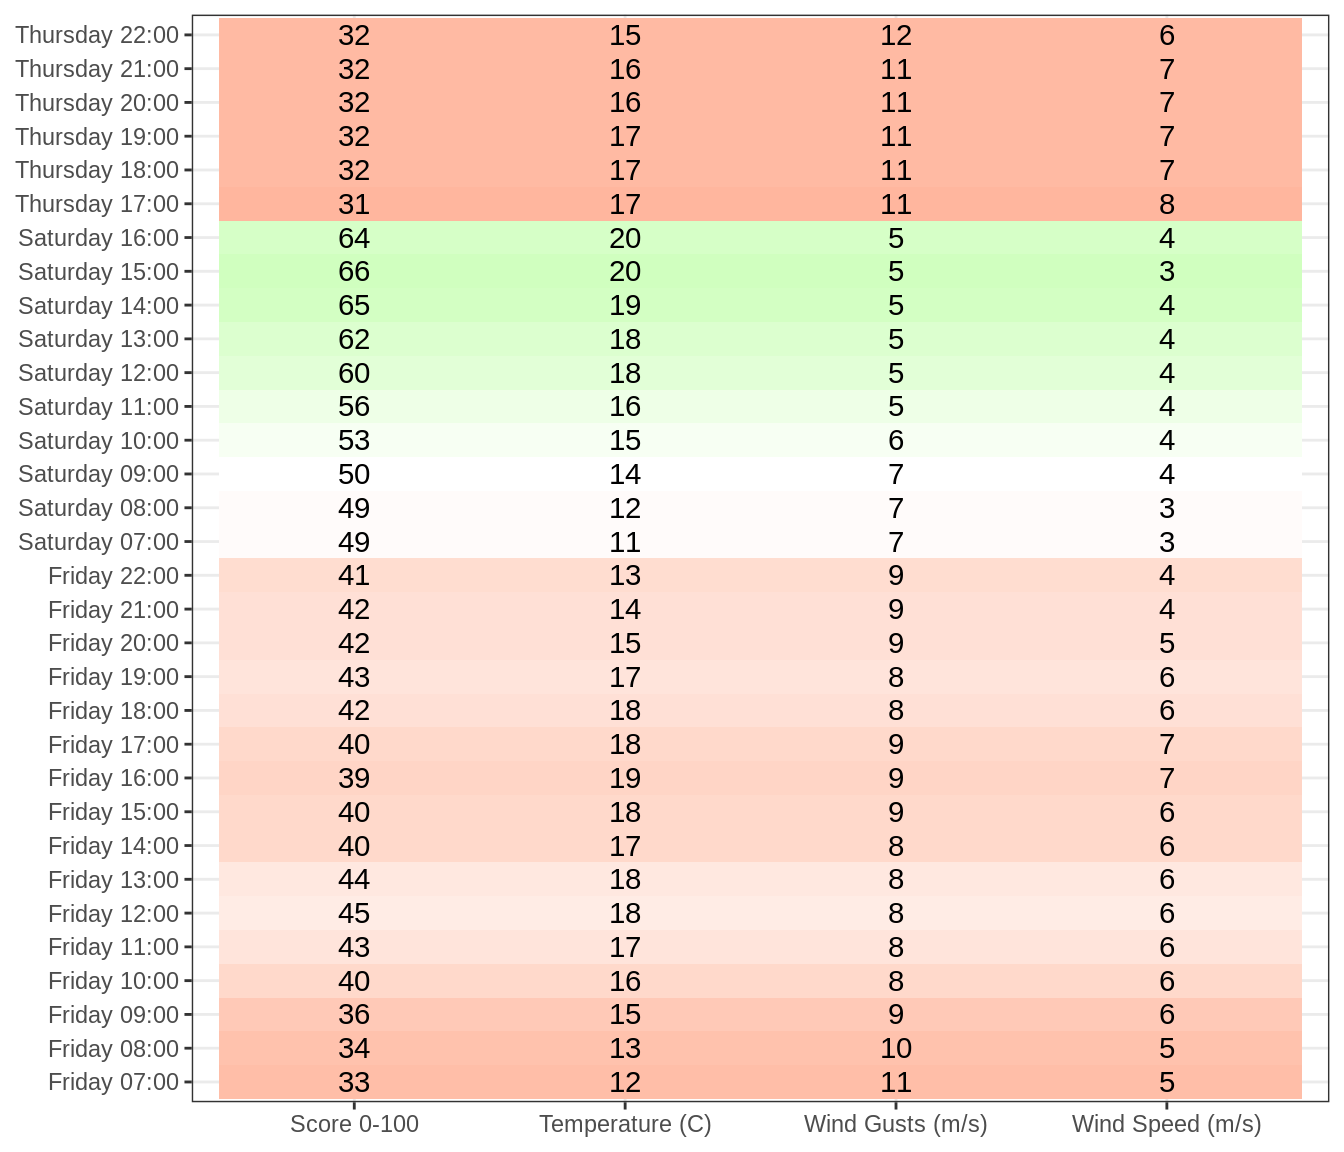 Thursday 22:00 32 15 12 6
Thursday 21:00 32 16 11 7
Thursday 20:00 32 16 11 7
Thursday 19:00 32 17 11 7
Thursday 18:00 32 17 11 7
Thursday 17:00 31 17 11 8
Saturday 16:00 64 20 5 4
Saturday 15:00 66 20 5 3
Saturday 14:00 65 19 5 4
Saturday 13:00 62 18 5 4
Saturday 12:00 60 18 5 4
Saturday 11:00 56 16 5 4
Saturday 10:00 53 15 6 4
Saturday 09:00 50 14 7 4
Saturday 08:00 49 12 7 3
Saturday 07:00 49 11 7 3
Friday 22:00 41 13 9 4
Friday 21:00 42 14 9 4
Friday 20:00 42 15 9 5
Friday 19:00 43 17 8 6
Friday 18:00 42 18 8 6
Friday 17:00 40 18 9 7
Friday 16:00 39 19 9 7
Friday 15:00 40 18 9 6
Friday 14:00 40 17 8 6
Friday 13:00 44 18 8 6
Friday 12:00 45 18 8 6
Friday 11:00 43 17 8 6
Friday 10:00 40 16 8 6
Friday 09:00 36 15 9 6
Friday 08:00 34 13 10 5
Friday 07:00 33 12 11 5
Score 0-100 Temperature (C) Wind Gusts (m/s) Wind Speed (m/s)